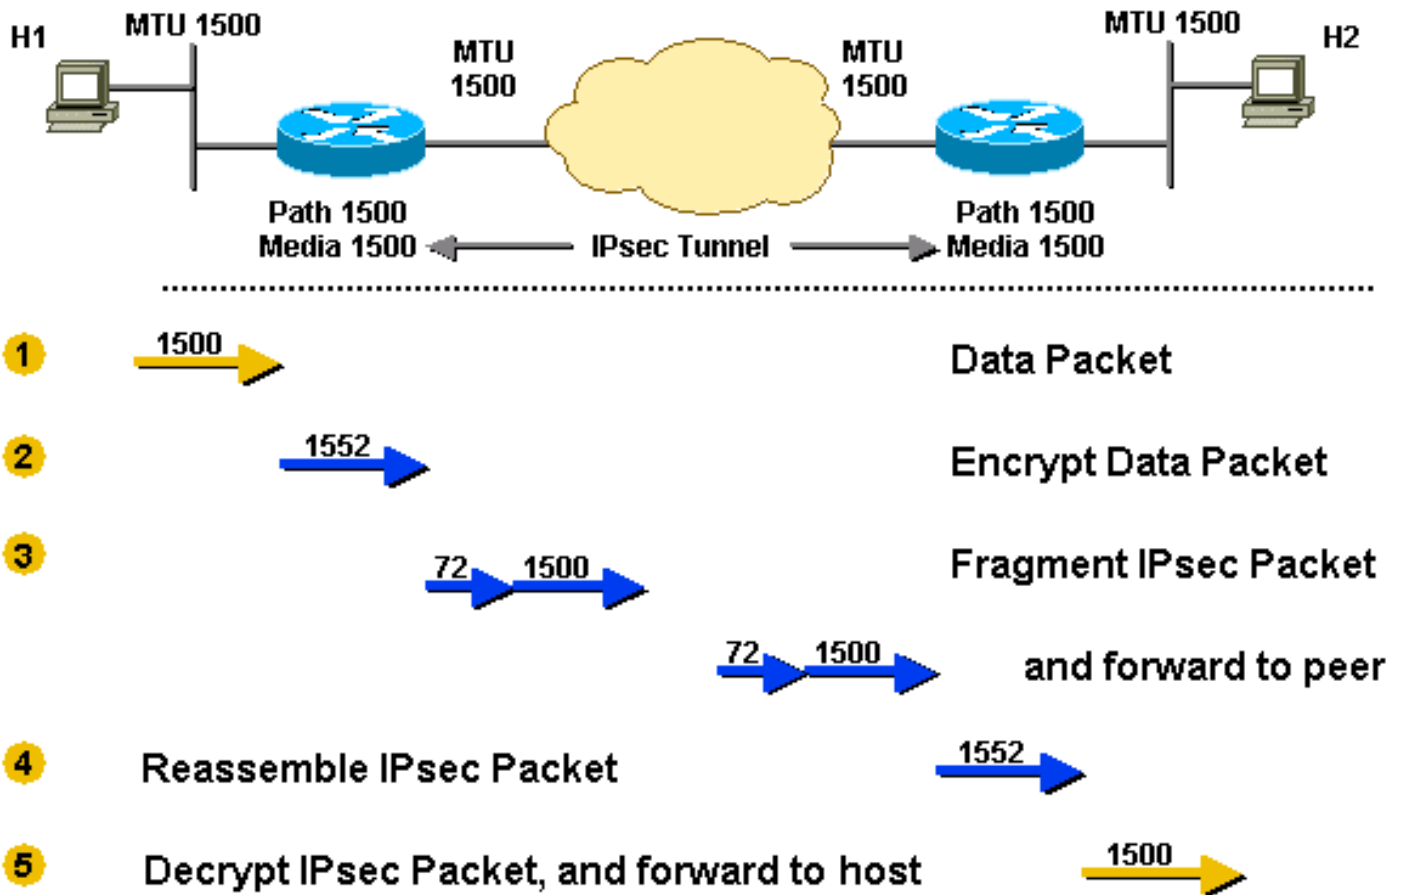 H1
MTU 1500
MTU
1500
MTU
1500
MTU 1500
H2
Path 1500
Media 1500
IPsec Tunnel
Path 1500
Media 1500
1
1500
Data Packet
2
1552
Encrypt Data Packet
3
72
1500
Fragment IPsec Packet
72
1500
and forward to peer
4
Reassemble IPsec Packet
1552
5
Decrypt IPsec Packet, and forward to host
1500